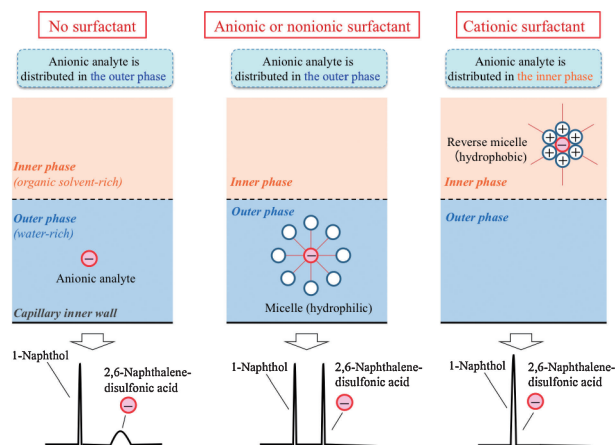 No surfactant
Anionic analyte is
distributed in the outer phase
Inner phase
(organic solvent-rich)
Outer phase
(water-rich)
−
Anionic analyte
Capillary inner wall
1-Naphthol
2,6-Naphthalene-
disulfonic acid
−
Anionic or nonionic surfactant
Anionic analyte is
distributed in the outer phase
Inner phase
Outer phase
−
Micelle (hydrophilic)
1-Naphthol
2,6-Naphthalene-
disulfonic acid
−
Cationic surfactant
Anionic analyte is
distributed in the inner phase
Reverse micelle
(hydrophobic)
+ +
+ − +
+ +
Inner phase
Outer phase
1-Naphthol
2,6-Naphthalene-
disulfonic acid
−